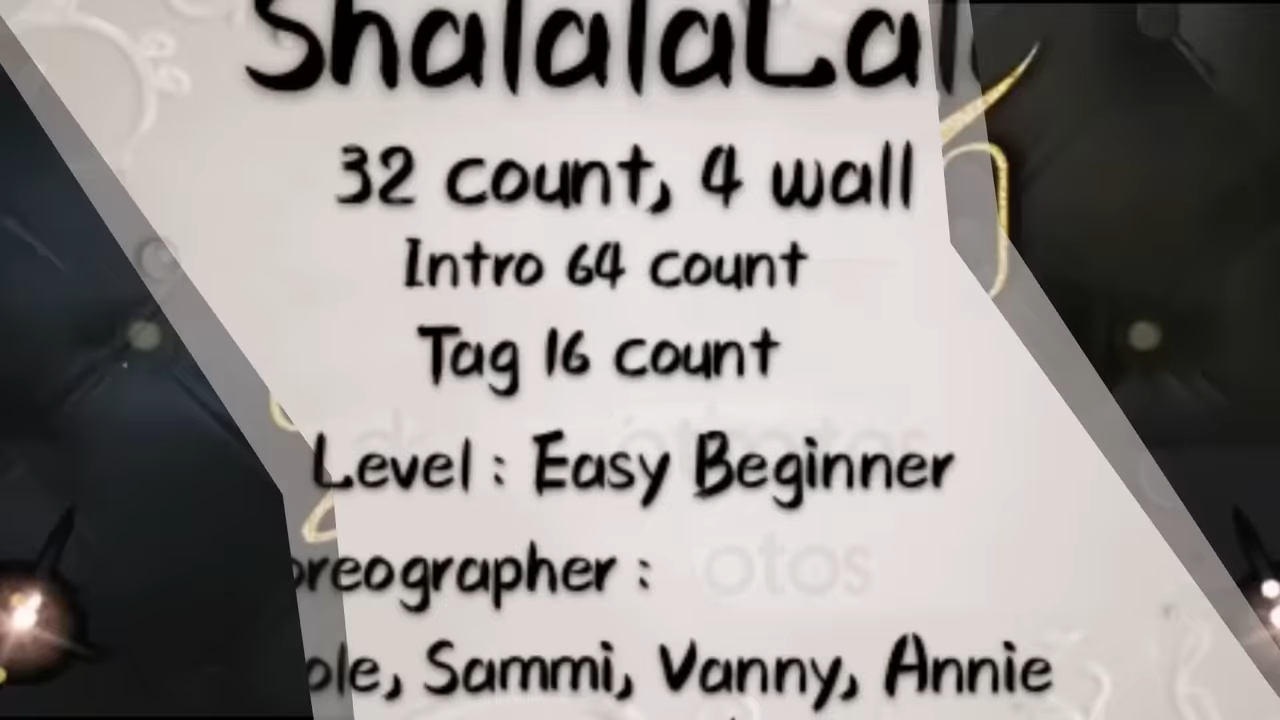 ShalalaLal
32 count, 4 wall
Intro 64 count
Tag 16 count
Level : Easy Beginner
oreographer :
otos
ole, Sammi, Vanny, Annie